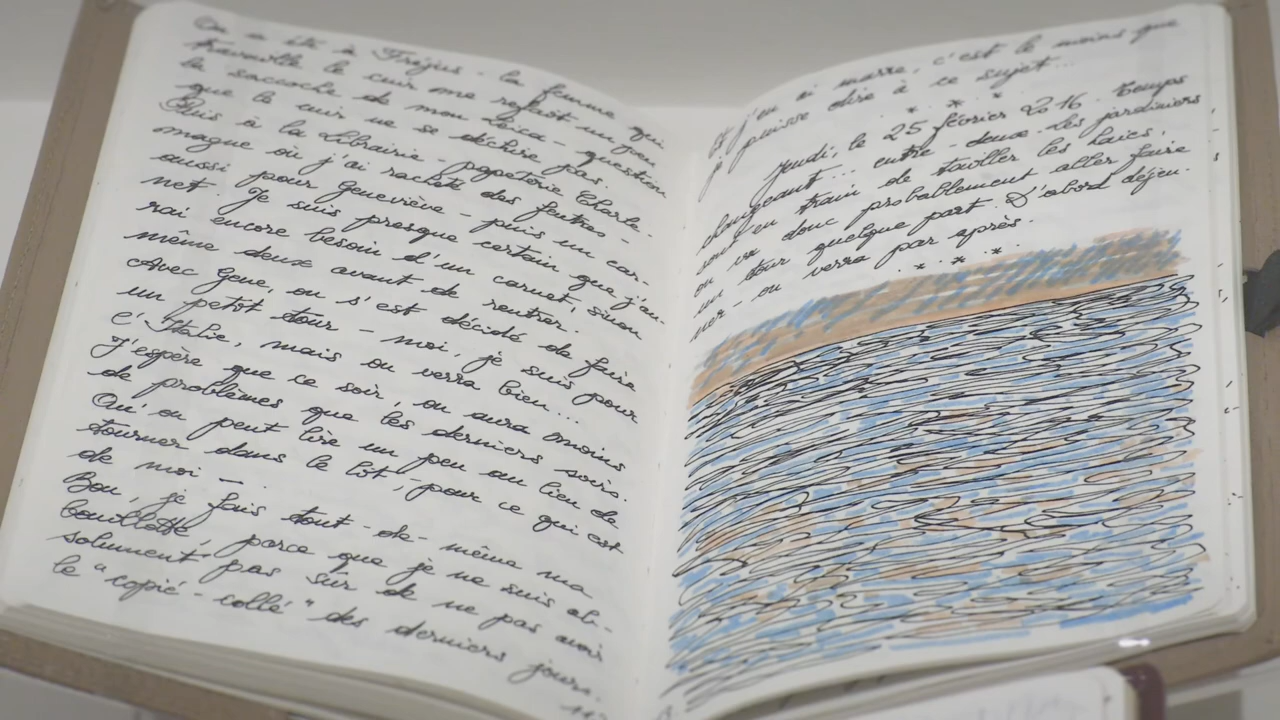 On a été à Fréjus - la femme qui
travaille le cuir me refait un peu
la saccoche de mon Leica - question
que le cuir ne se déchire pas.
Puis à la librairie - papeterie Charle-
magne où j'ai racheté des feutres -
aussi pour Geneviève - puis un car-
net. Je suis presque certain que j'au-
rai encore besoin d'un carnet, sinon
même deux avant de rentrer.
Avec Gene, on s'est décidé de faire
un petit tour - moi, je suis pour
l'Italie, mais on verra bien...
J'espère que ce soir, on aura moins
de problèmes que les derniers soirs.
Qu'on peut lire un peu au lieu de
tourner dans le lit, - pour ce qui est
de moi -
Bon, je fais tout-de-même ma
bouillotte, parce que je ne suis ab-
solument pas sûr de ne pas avoir
le "copié-collé" des derniers jours.
Et j'en ai marre, c'est le moins que
je puisse dire à ce sujet...
* * *
Jeudi, le 25 février 2016. Temps
changeant... entre-deux. Les jardiniers
sont en train de tailler les haies,
on va donc probablement aller faire
un tour quelque part. D'abord déjeu-
ner - on verra par après.
* * *